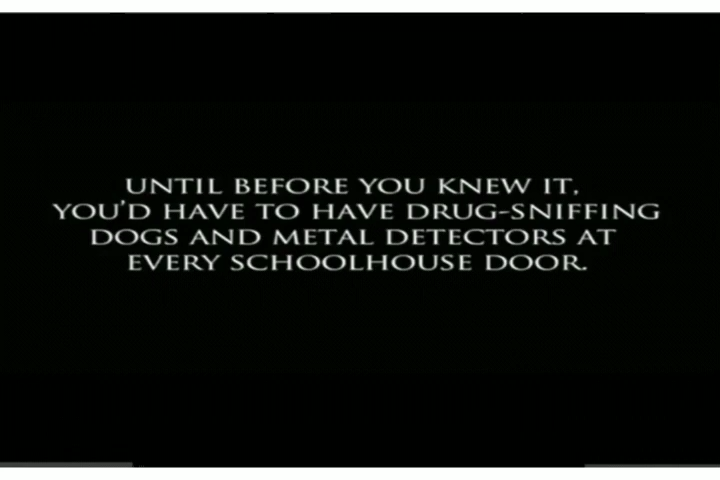 UNTIL BEFORE YOU KNEW IT,
YOU'D HAVE TO HAVE DRUG-SNIFFING
DOGS AND METAL DETECTORS AT
EVERY SCHOOLHOUSE DOOR.